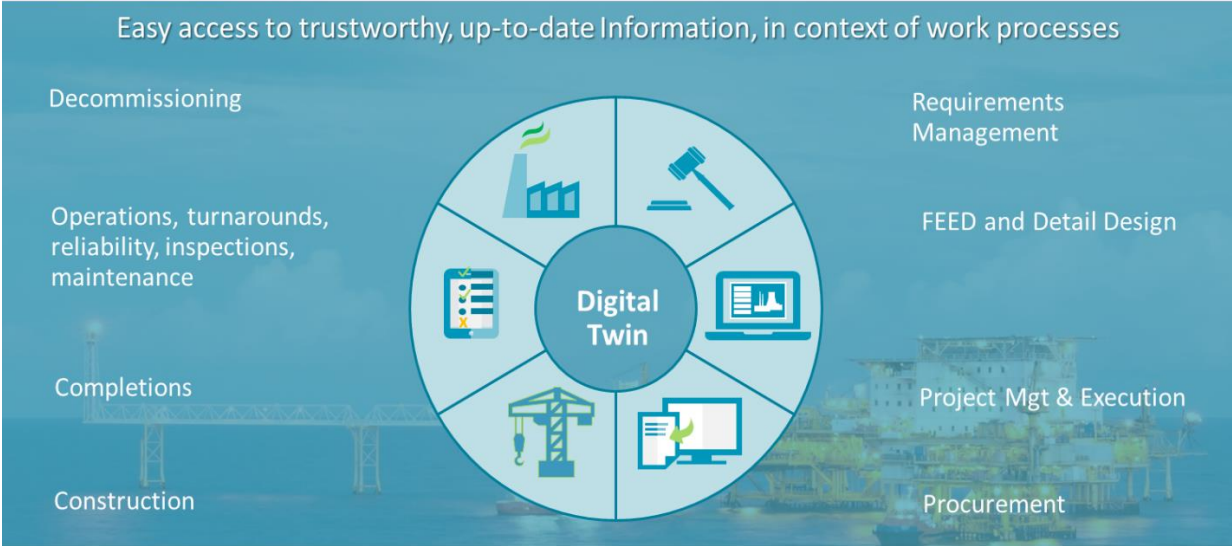 Easy access to trustworthy, up-to-date Information, in context of work processes
Decommissioning
Operations, turnarounds,
reliability, inspections,
maintenance
Completions
Construction
Digital
Twin
Requirements
Management
FEED and Detail Design
Project Mgt & Execution
Procurement